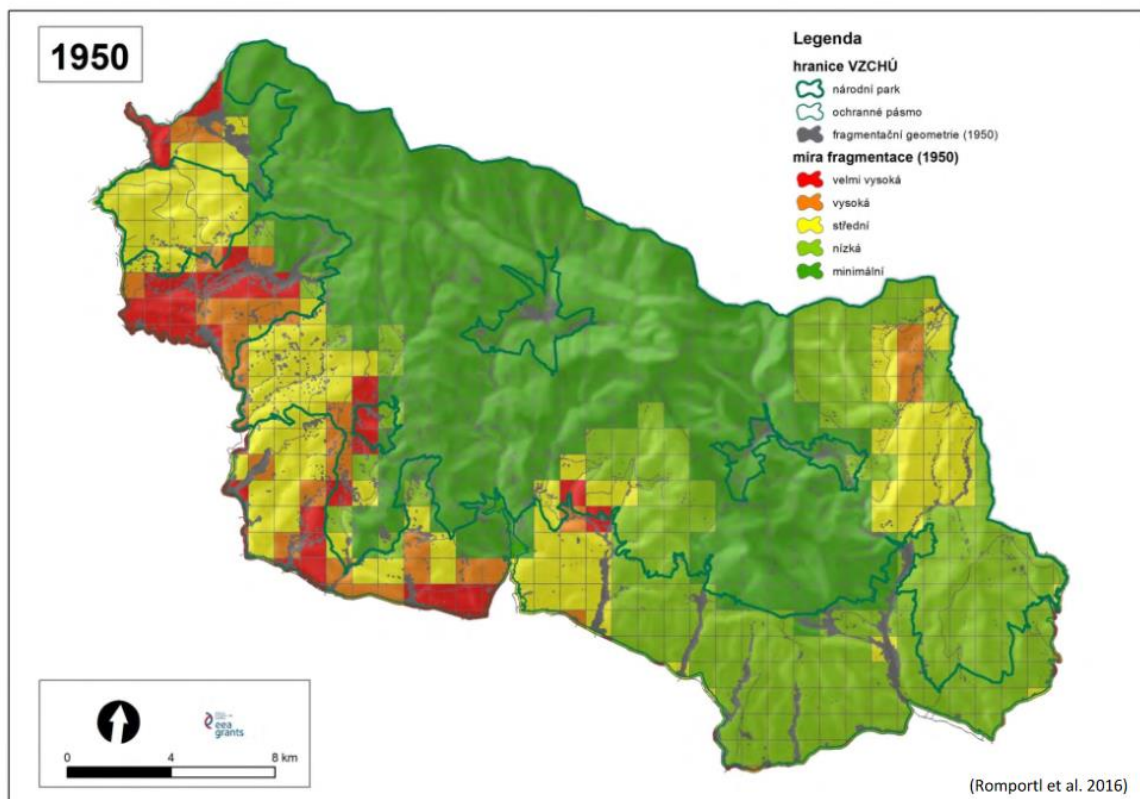 1950
Legenda
hranice VZCHÚ
národní park
ochranné pásmo
fragmentační geometrie (1950)
míra fragmentace (1950)
velmi vysoká
vysoká
střední
nízká
minimální
eea
grants
0 4 8 km
(Romportl et al. 2016)